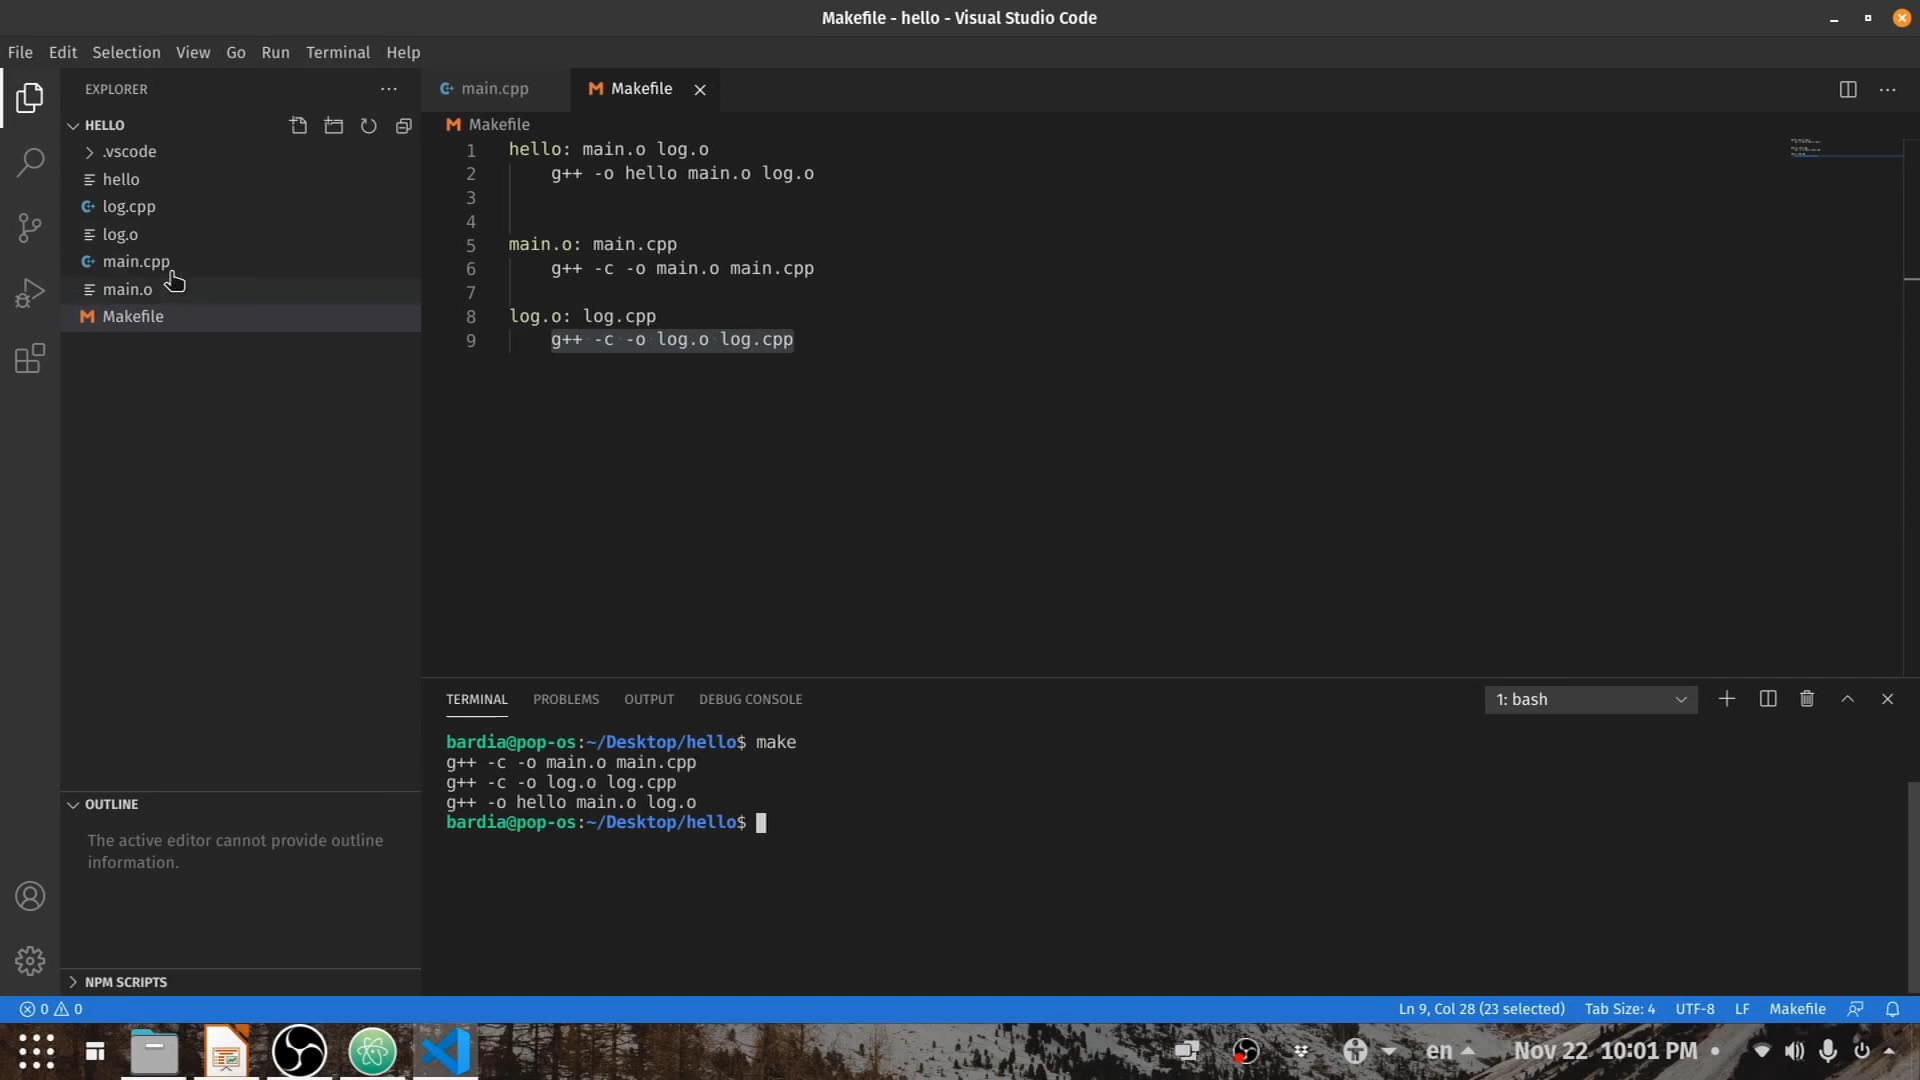 Makefile - hello - Visual Studio Code
File Edit Selection View Go Run Terminal Help
EXPLORER
HELLO
.vscode
hello
log.cpp
log.o
main.cpp
main.o
Makefile
main.cpp
Makefile
Makefile
1 hello: main.o log.o
2 g++ -o hello main.o log.o
3
4
5 main.o: main.cpp
6 g++ -c -o main.o main.cpp
7
8 log.o: log.cpp
9 g++ -c -o log.o log.cpp
TERMINAL PROBLEMS OUTPUT DEBUG CONSOLE
1: bash
bardia@pop-os:~/Desktop/hello$ make
g++ -c -o main.o main.cpp
g++ -c -o log.o log.cpp
g++ -o hello main.o log.o
bardia@pop-os:~/Desktop/hello$
OUTLINE
The active editor cannot provide outline
information.
NPM SCRIPTS
0 0
Ln 9, Col 28 (23 selected) Tab Size: 4 UTF-8 LF Makefile
en Nov 22 10:01 PM